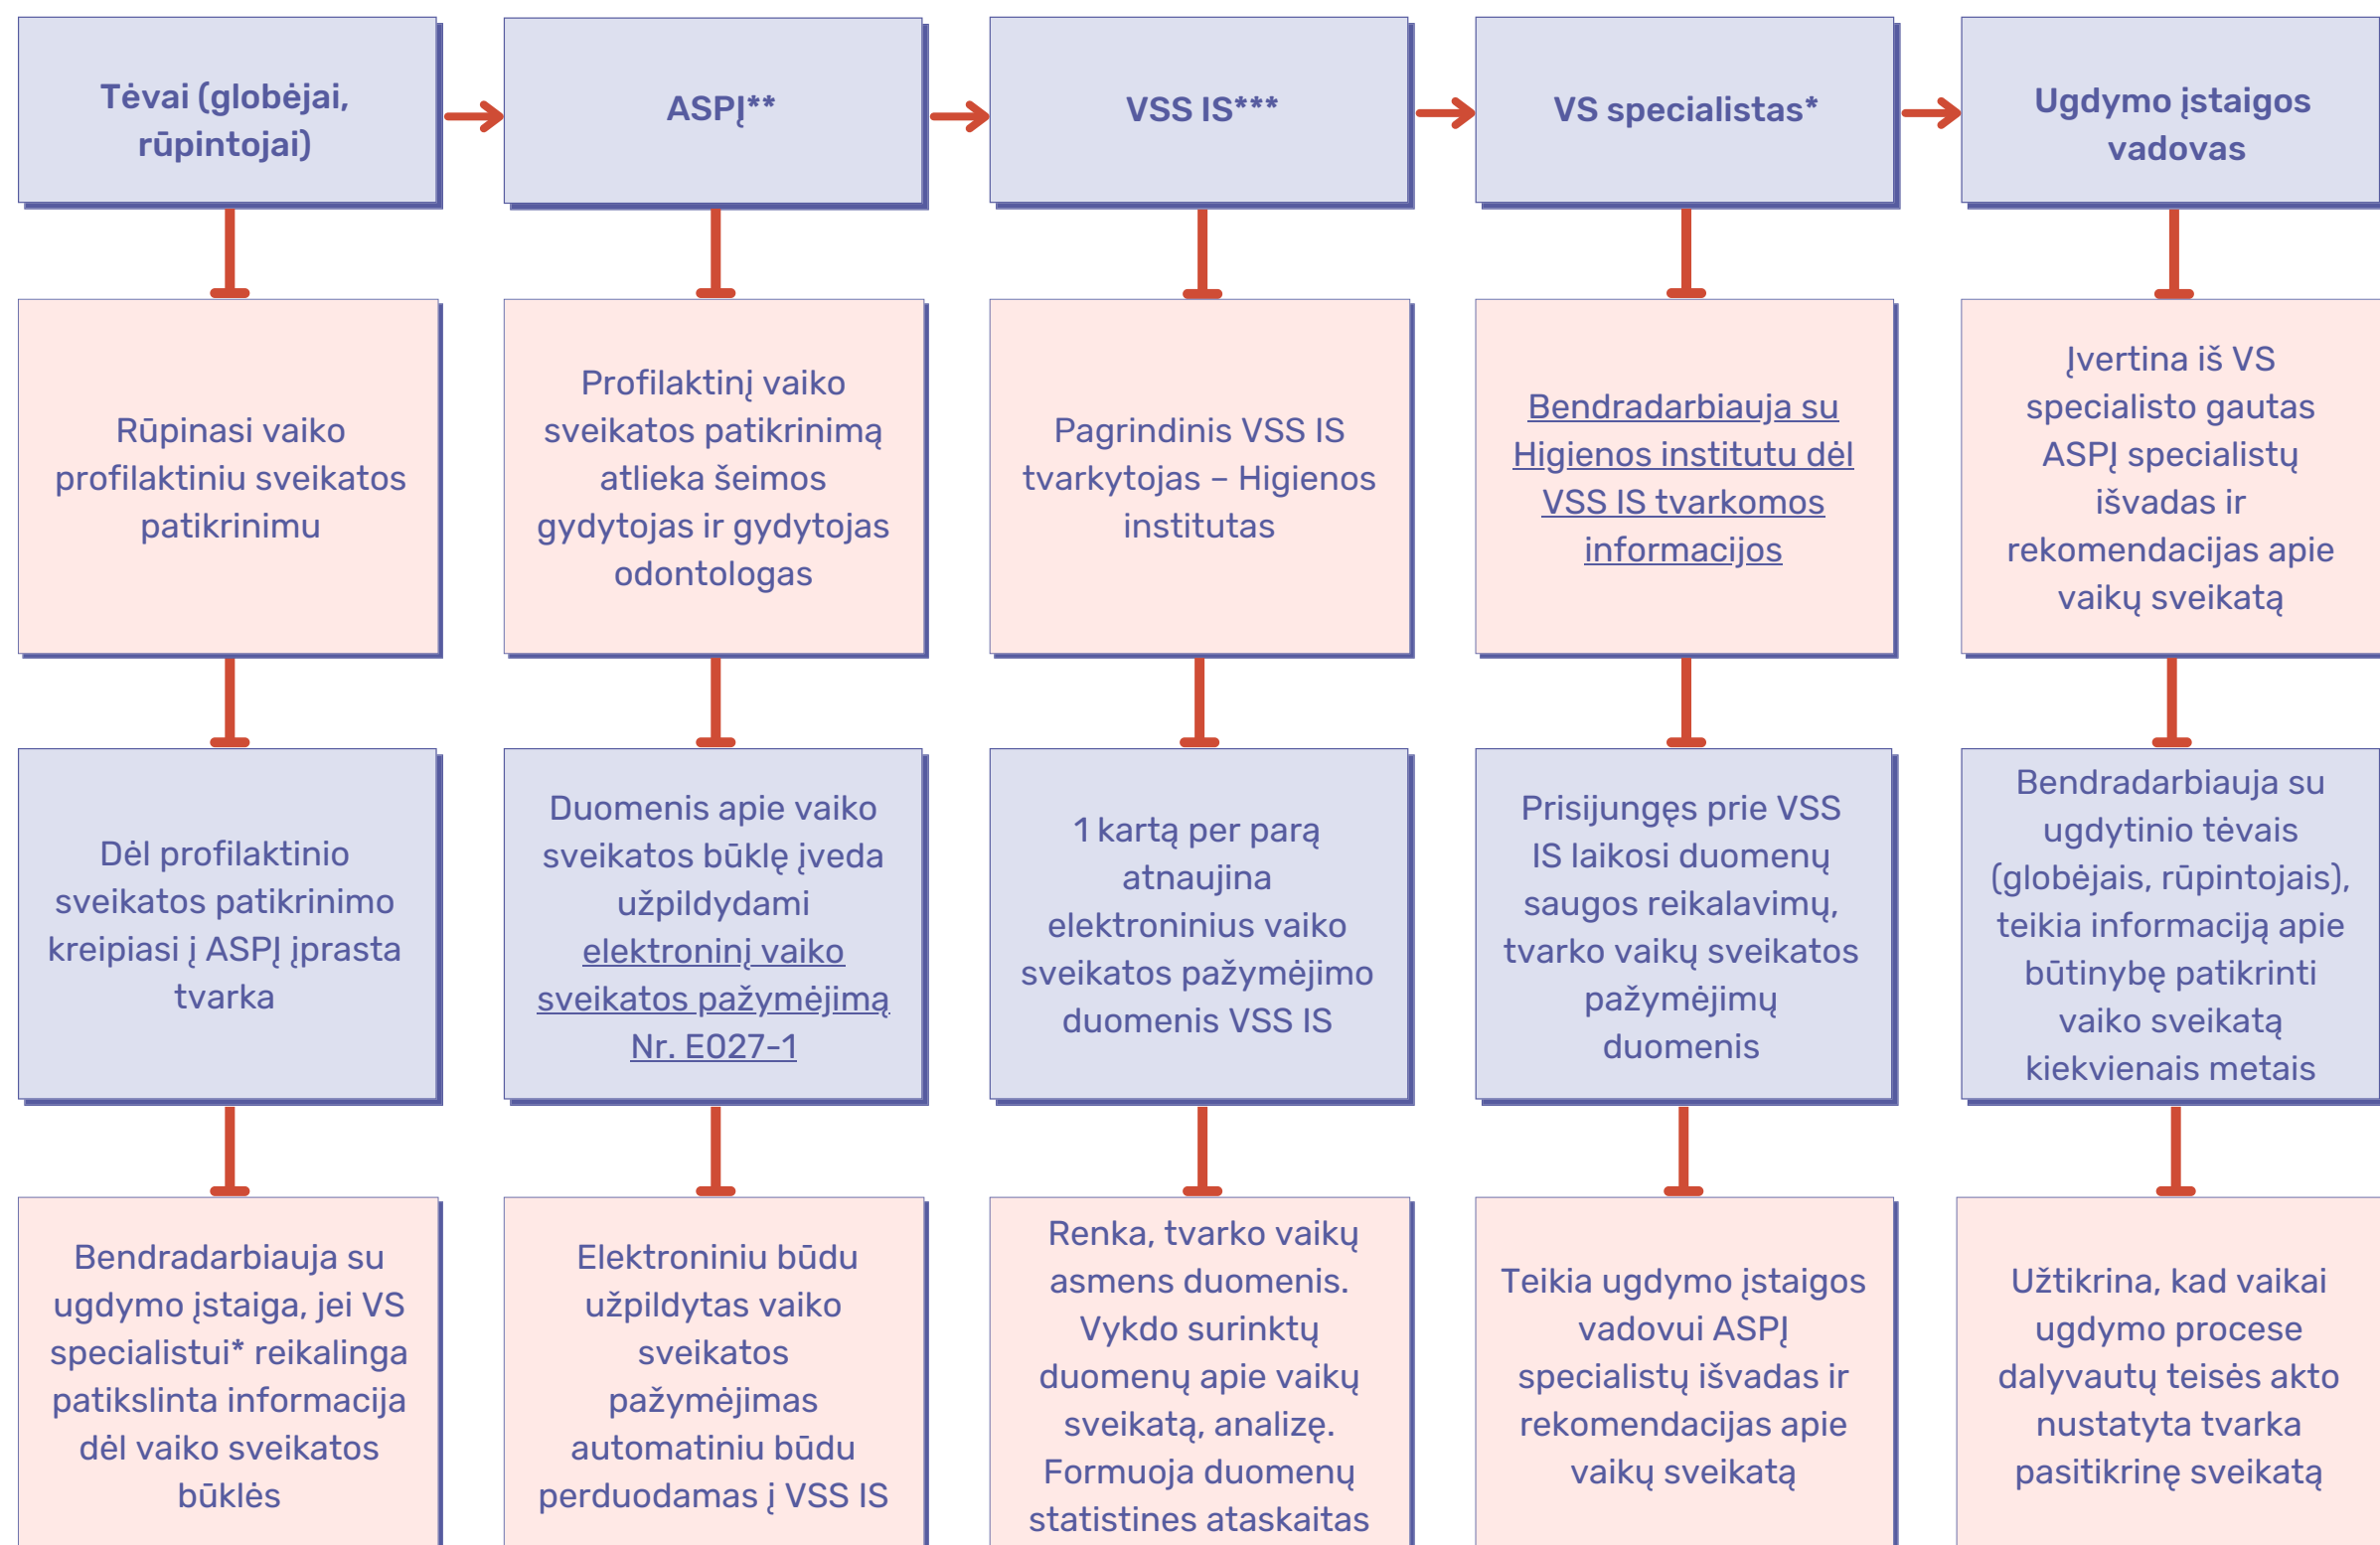 Tėvai (globėjai,
rūpintojai)
ASPĮ**
VSS IS***
VS specialistas*
Ugdymo įstaigos
vadovas
Rūpinasi vaiko
profilaktiniu sveikatos
patikrinimu
Profilaktinį vaiko
sveikatos patikrinimą
atlieka šeimos
gydytojas ir gydytojas
odontologas
Pagrindinis VSS IS
tvarkytojas – Higienos
institutas
Bendradarbiauja su
Higienos institutu dėl
VSS IS tvarkomos
informacijos
Įvertina iš VS
specialisto gautas
ASPĮ specialistų
išvadas ir
rekomendacijas apie
vaikų sveikatą
Dėl profilaktinio
sveikatos patikrinimo
kreipiasi į ASPĮ įprasta
tvarka
Duomenis apie vaiko
sveikatos būklę įveda
užpildydami
elektroninį vaiko
sveikatos pažymėjimą
Nr. E027-1
1 kartą per parą
atnaujina
elektroninius vaiko
sveikatos pažymėjimo
duomenis VSS IS
Prisijungęs prie VSS
IS laikosi duomenų
saugos reikalavimų,
tvarko vaikų sveikatos
pažymėjimų
duomenis
Bendradarbiauja su
ugdytinio tėvais
(globėjais, rūpintojais),
teikia informaciją apie
būtinybę patikrinti
vaiko sveikatą
kiekvienais metais
Bendradarbiauja su
ugdymo įstaiga, jei VS
specialistui* reikalinga
patikslinta informacija
dėl vaiko sveikatos
būklės
Elektroniniu būdu
užpildytas vaiko
sveikatos
pažymėjimas
automatiniu būdu
perduodamas į VSS IS
Renka, tvarko vaikų
asmens duomenis.
Vykdo surinktų
duomenų apie vaikų
sveikatą, analizę.
Formuoja duomenų
statistines ataskaitas
Teikia ugdymo įstaigos
vadovui ASPĮ
specialistų išvadas ir
rekomendacijas apie
vaikų sveikatą
Užtikrina, kad vaikai
ugdymo procese
dalyvautų teisės akto
nustatyta tvarka
pasitikrinę sveikatą